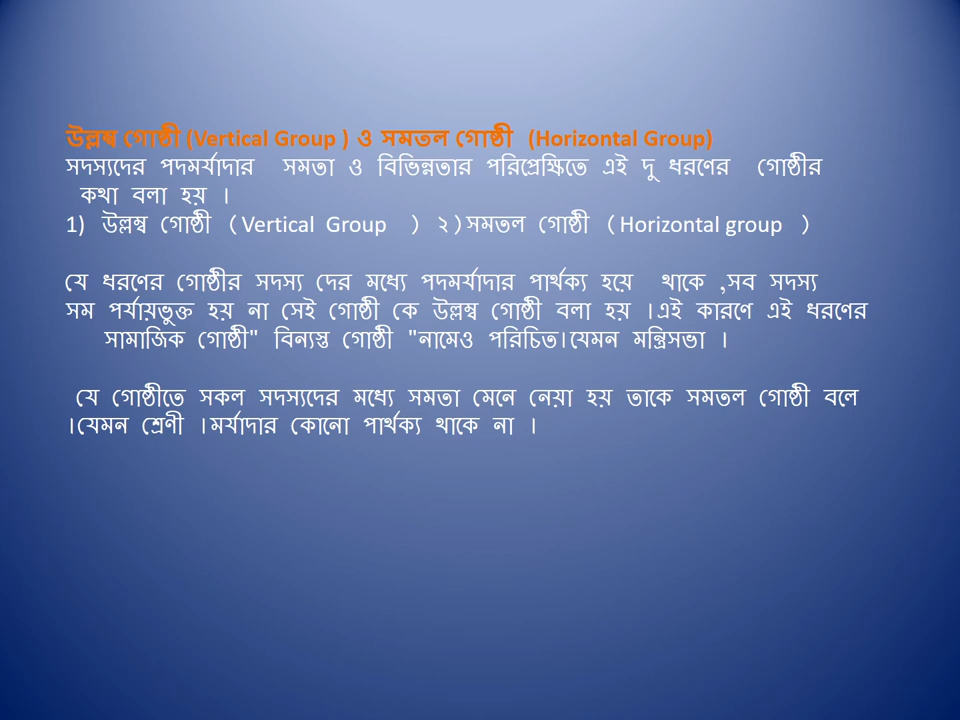 উল্লম্ব গোষ্ঠী (Vertical Group ) ও সমতল গোষ্ঠী (Horizontal Group)
সদস্যদের পদমর্যাদার সমতা ও বিভিন্নতার পরিপ্রেক্ষিতে এই দু ধরণের গোষ্ঠীর
কথা বলা হয় ।
1) উল্লম্ব গোষ্ঠী ( Vertical Group ) ২)সমতল গোষ্ঠী ( Horizontal group )
যে ধরণের গোষ্ঠীর সদস্য দের মধ্যে পদমর্যাদার পার্থক্য হয়ে থাকে ,সব সদস্য
সম পর্যায়ভুক্ত হয় না সেই গোষ্ঠী কে উল্লম্ব গোষ্ঠী বলা হয় ।এই কারণে এই ধরণের
সামাজিক গোষ্ঠী" বিন্যস্ত গোষ্ঠী "নামেও পরিচিত।যেমন মন্ত্রিসভা ।
যে গোষ্ঠীতে সকল সদস্যদের মধ্যে সমতা মেনে নেয়া হয় তাকে সমতল গোষ্ঠী বলে
।যেমন শ্রেণী ।মর্যাদার কোনো পার্থক্য থাকে না ।